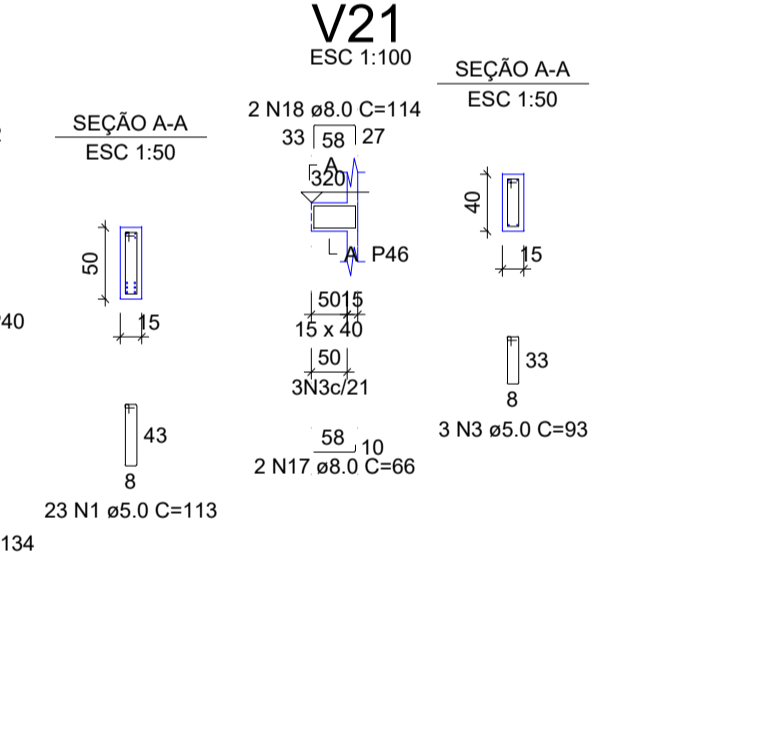 V21
ESC 1:100
SEÇÃO A-A
ESC 1:50
2 N18 ø8.0 C=114
33 58 27
A
320
A P46
50 15
15 x 40
50
3N3c/21
58 10
2 N17 ø8.0 C=66
40
15
33
8
3 N3 ø5.0 C=93
SEÇÃO A-A
ESC 1:50
50
15
43
8
23 N1 ø5.0 C=113
40
134